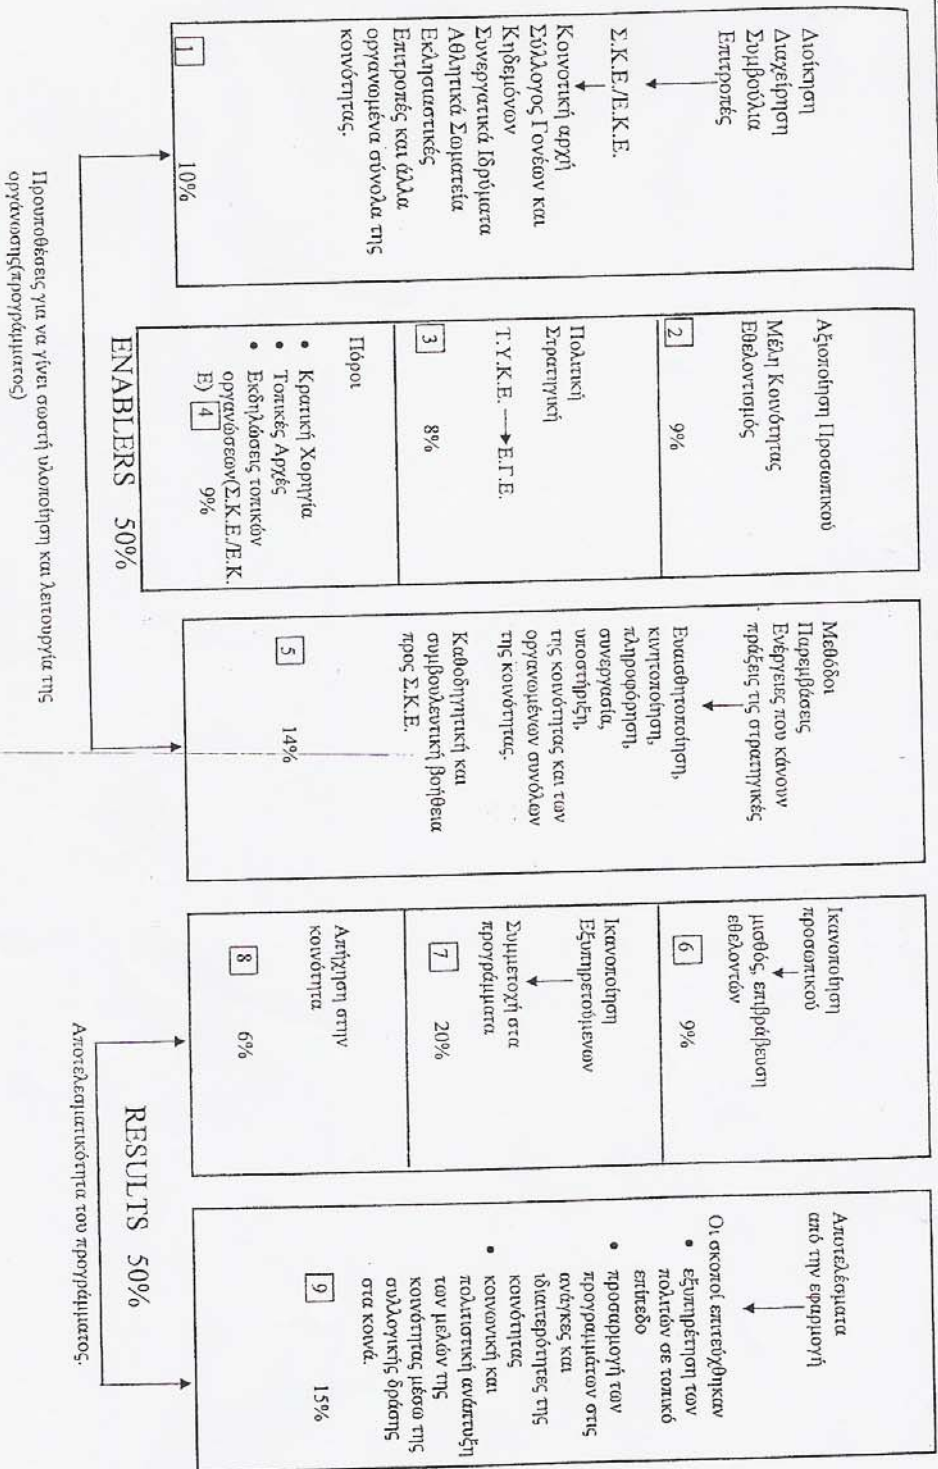 Διοίκηση
Διαχείρηση
Συμβούλια
Επιτροπές
Σ.Κ.Ε./Ε.Κ.Ε.
Κοινοτική αρχή
Σύλλογος Γονέων και
Κηδεμόνων
Συνεργατικά Ιδρύματα
Αθλητικά Σωματεία
Εκλησιαστικές
Επιτροπές και άλλα
οργανωμένα σύνολα της
κοινότητας.
1 10%
Αξιοποίηση Προσωπικού
Μέλη Κοινότητας
Εθελοντισμός
2 9%
Πολιτική
Στρατηγική
Τ.Υ.Κ.Ε. Ε.Γ.Ε.
3 8%
Πόροι
• Κρατική Χορηγία
• Τοπικές Αρχές
• Εκδηλώσεις τοπικών
οργανώσεων(Σ.Κ.Ε./Ε.Κ.
Ε) 4 9%
Μεθόδοι
Παρεμβάσεις
Ενέργειες που κάνουν
πράξεις τις στρατηγικές
Ευαισθητοποίηση,
κινητοποίηση,
πληροφόρηση,
συνεργασία,
υποστήριξη,
της κοινότητας και των
οργανωμένων συνόλων
της κοινότητας.
Καθοδηγητική και
συμβουλευτική βοήθεια
προς Σ.Κ.Ε.
5 14%
Ικανοποίηση
προσωπικού
μισθός, επιβράβευση
εθελοντών
6 9%
Ικανοποίηση
Εξυπηρετούμενων
Συμμετοχή στα
προγράμματα
7 20%
Απήχηση στην
κοινότητα
8 6%
Αποτελέσματα
από την εφαρμογή
Οι σκοποί επιτεύχθηκαν
• εξυπηρέτηση των
πολιτών σε τοπικό
επίπεδο
• προσαρμογή των
προγραμμάτων στις
ανάγκες και
ιδιαιτερότητες της
κοινότητας
• κοινωνική και
πολιτιστική ανάπτυξη
των μελών της
κοινότητας μέσω της
συλλογικής δράσης
στα κοινά.
9 15%
ENABLERS 50%
Προυποθέσεις για να γίνει σωστή υλοποίηση και λειτουργία της
οργάνωσης(προγράμματος)
RESULTS 50%
Αποτελεσματικότητα του προγράμματος.